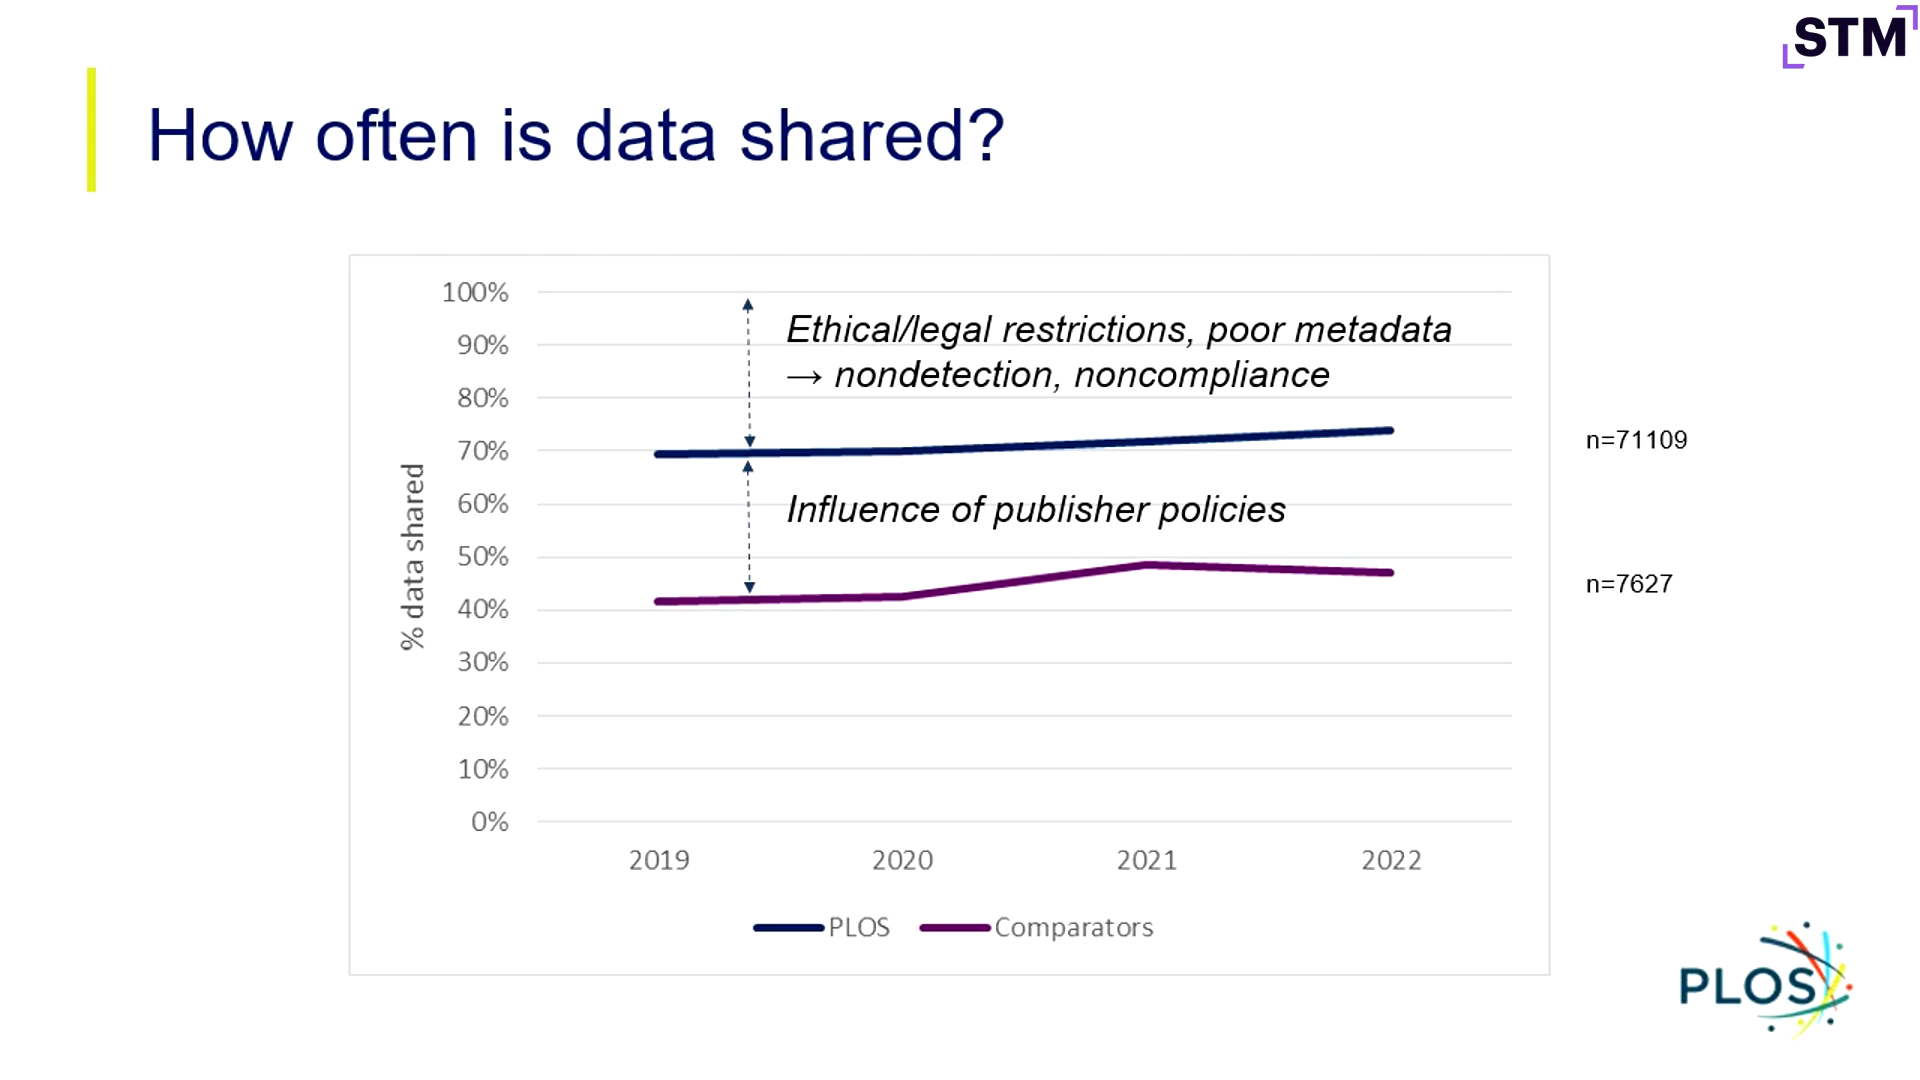 STM
How often is data shared?
100%
90%
80%
70%
60%
50%
40%
30%
20%
10%
0%
% data shared
Ethical/legal restrictions, poor metadata
→ nondetection, noncompliance
Influence of publisher policies
n=71109
n=7627
2019
2020
2021
2022
PLOS
Comparators
PLOS